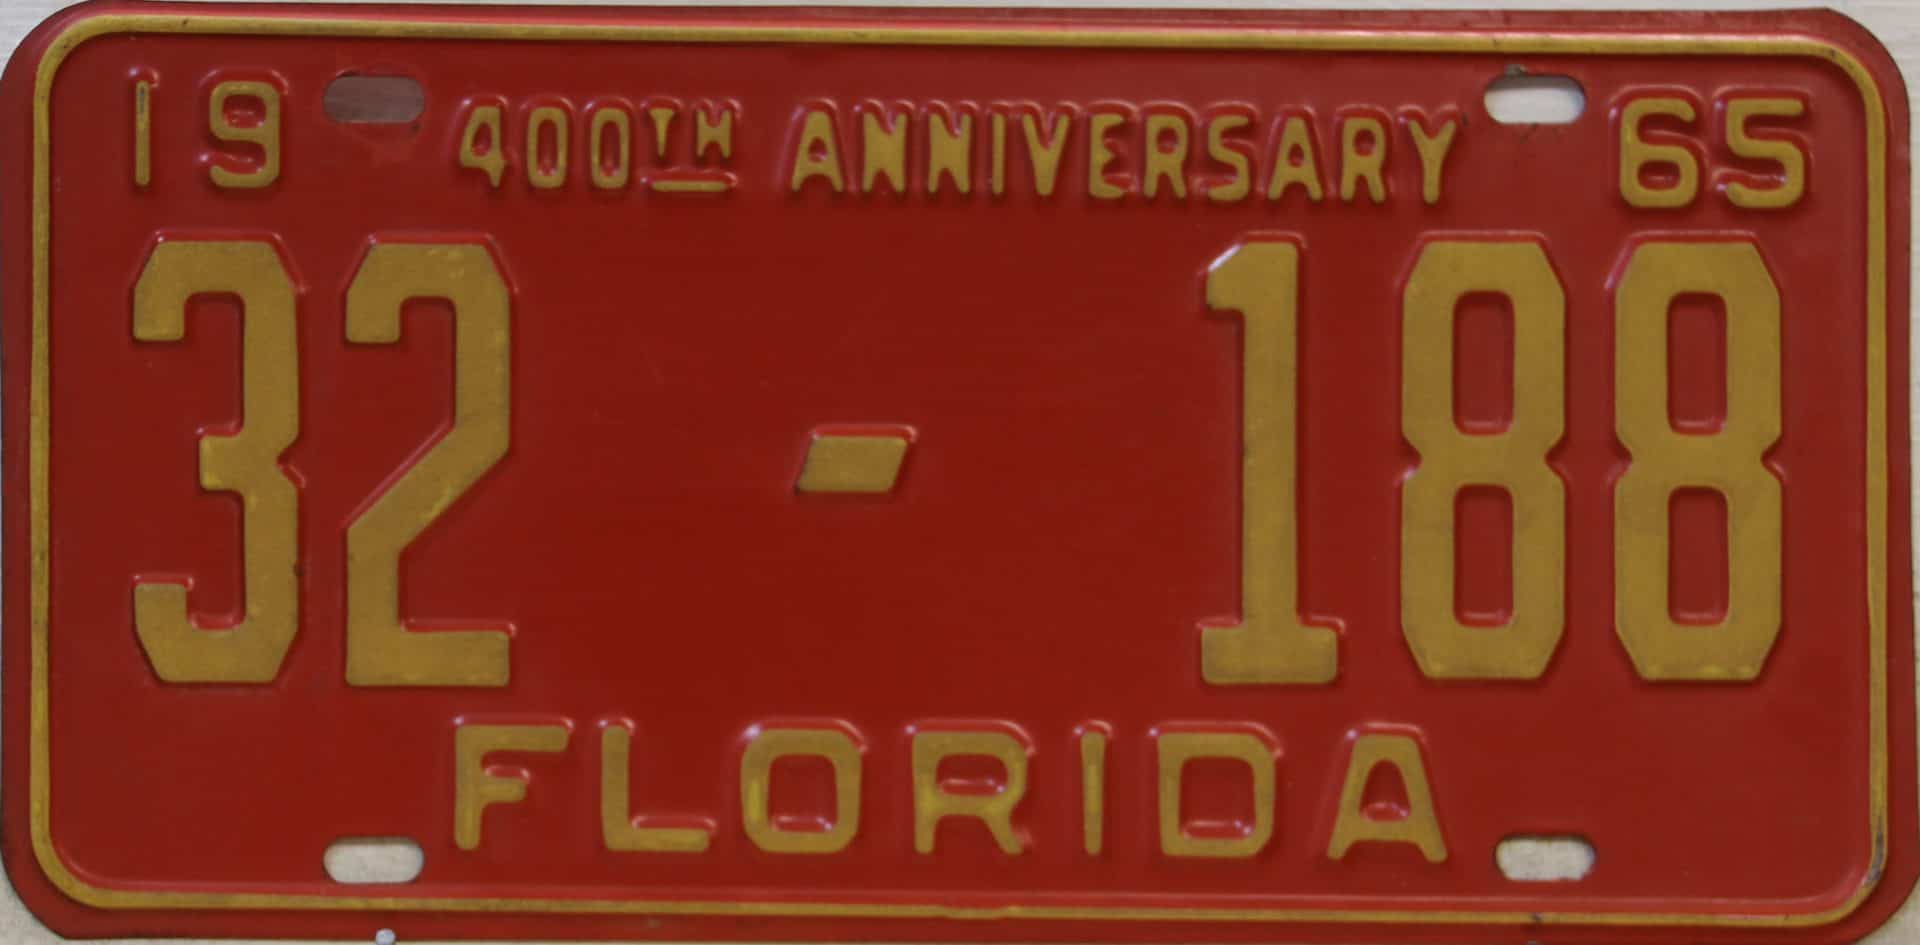 19 400TH ANNIVERSARY 65
32 - 188
FLORIDA